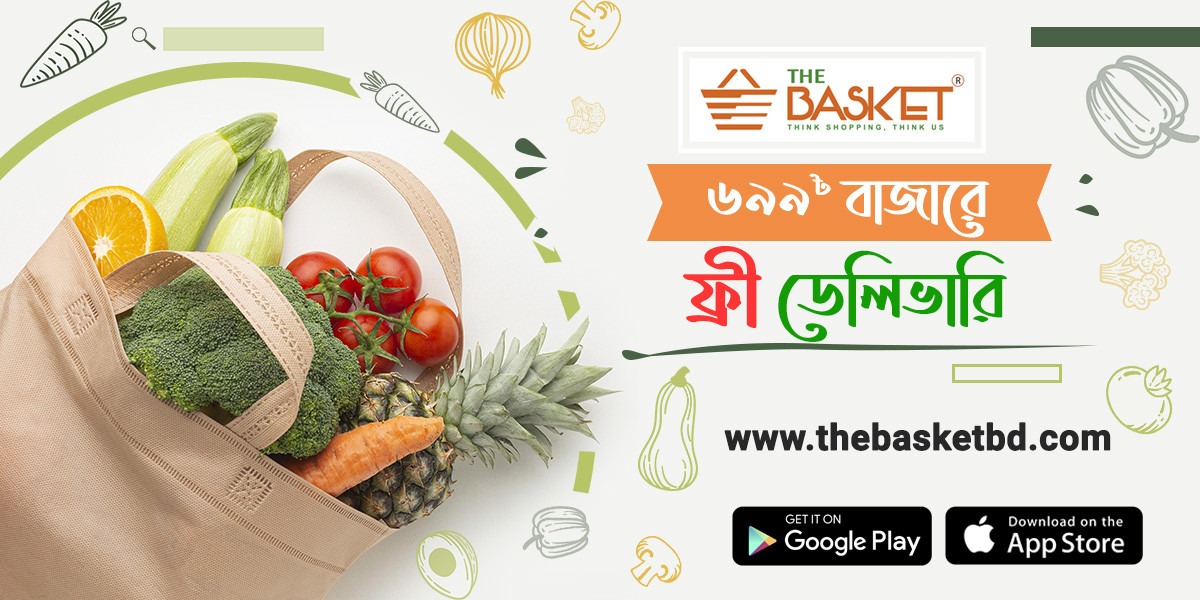 THE
BASKET®
THINK SHOPPING, THINK US
৬৯৯ ৳ বাজারে
ফ্রী ডেলিভারি
www.thebasketbd.com
GET IT ON
Google Play
Download on the
App Store